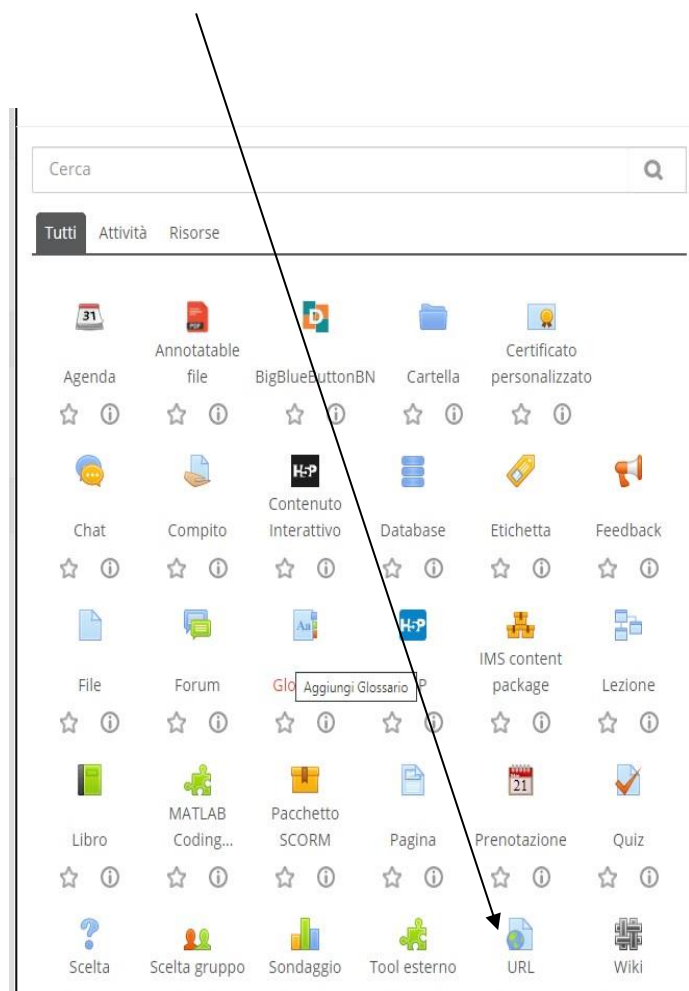 Cerca
Tutti Attività Risorse
31
PDF
D
Annotatable
Certificato
Agenda file BigBlueButtonBN Cartella personalizzato
H-P
Contenuto
Chat Compito Interattivo Database Etichetta Feedback
Aa
H-P
IMS content
File Forum Glo Aggiungi Glossario P package Lezione
21
MATLAB Pacchetto
Libro Coding... SCORM Pagina Prenotazione Quiz
Scelta Scelta gruppo Sondaggio Tool esterno URL Wiki